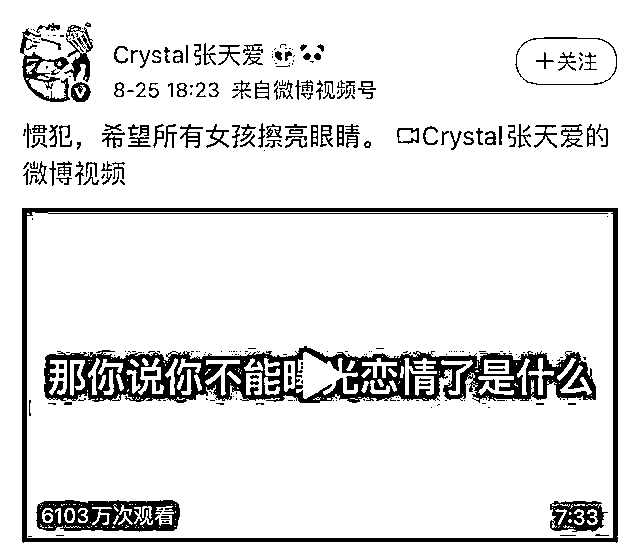 Crystal张天爱
+关注
8-25 18:23 来自微博视频号
惯犯，希望所有女孩擦亮眼睛。 Crystal张天爱的
微博视频
那你说你不能曝光恋情了是什么
6103万次观看
7:33